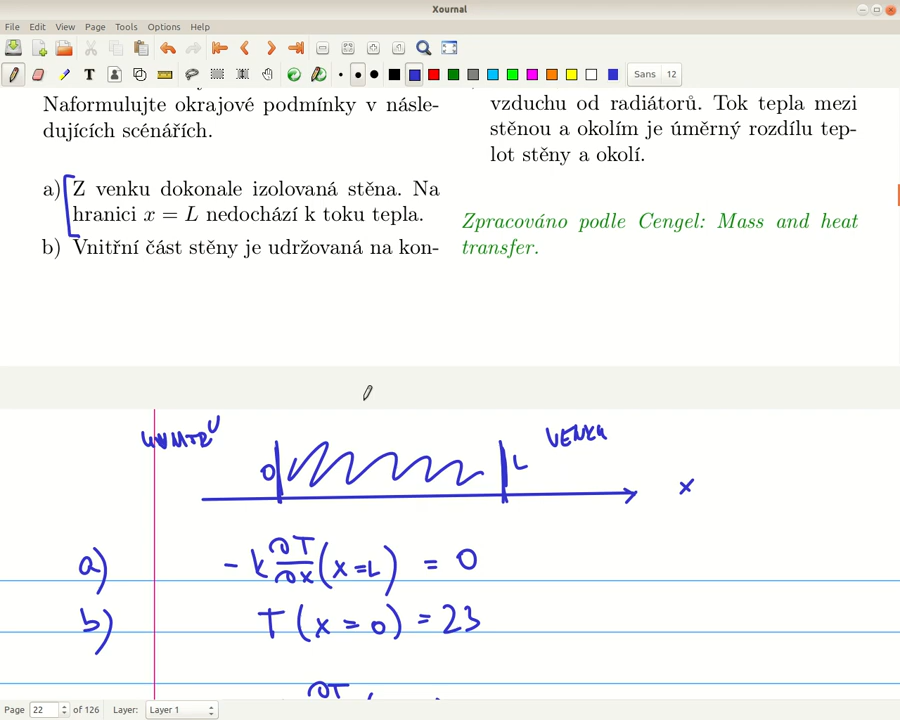 Xournal
File Edit View Page Tools Options Help
Sans 12
Naformulujte okrajové podmínky v násle-
dujících scénářích.
a) Z venku dokonale izolovaná stěna. Na
hranici x = L nedochází k toku tepla.
b) Vnitřní část stěny je udržovaná na kon-
vzduchu od radiátorů. Tok tepla mezi
stěnou a okolím je úměrný rozdílu tep-
lot stěny a okolí.
Zpracováno podle Cengel: Mass and heat
transfer.
VENKU
0 L x
a) -k ∂T/∂x (x=L) = 0
b) T(x=0) = 23
∂T
Page 22 of 126 Layer: Layer 1